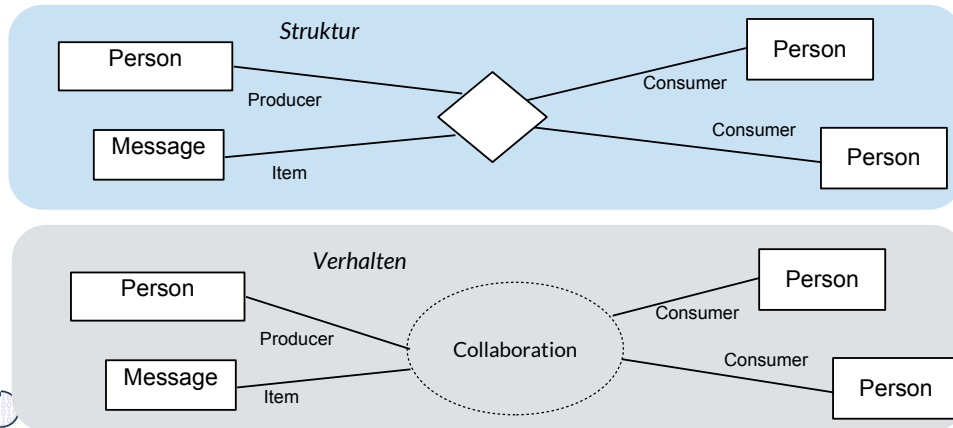 Struktur
Person
Person
Producer
Consumer
Message
Consumer
Person
Item
Verhalten
Person
Person
Producer
Consumer
Collaboration
Message
Consumer
Person
Item